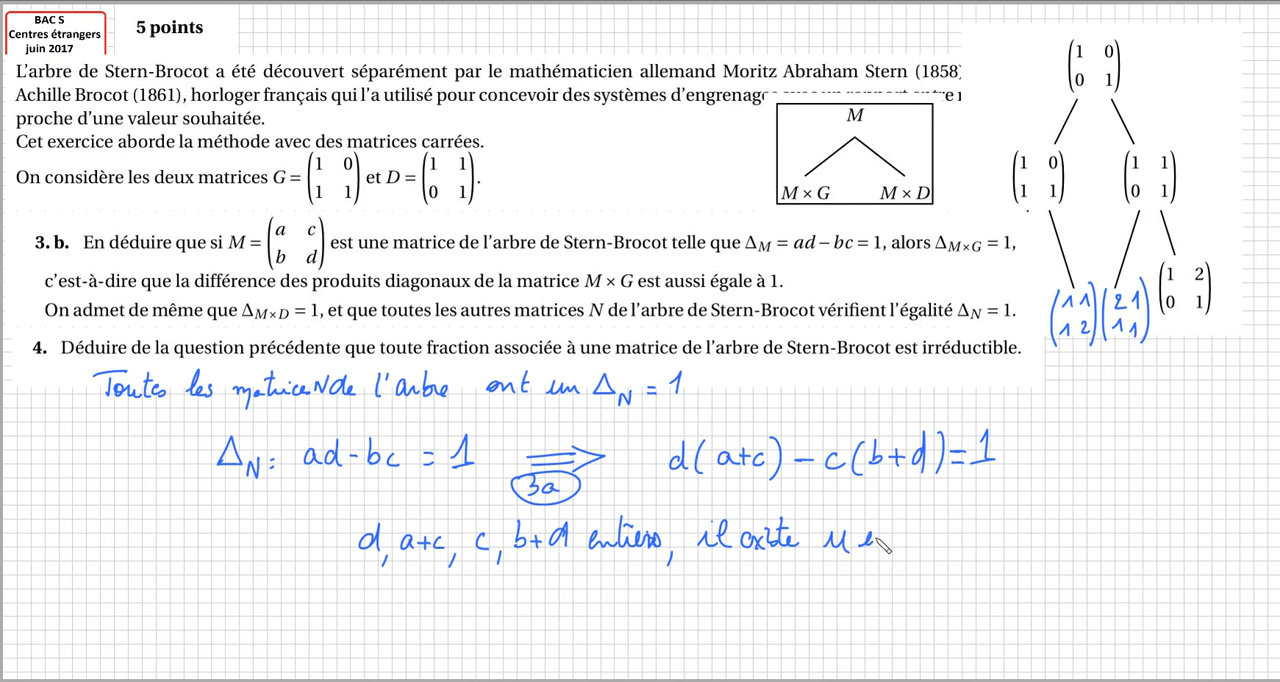 BAC S
Centres étrangers
juin 2017
5 points
L'arbre de Stern-Brocot a été découvert séparément par le mathématicien allemand Moritz Abraham Stern (1858)
Achille Brocot (1861), horloger français qui l'a utilisé pour concevoir des systèmes d'engrenag
proche d'une valeur souhaitée.
Cet exercice aborde la méthode avec des matrices carrées.
On considère les deux matrices G = (1 0
1 1) et D = (1 1
0 1).
M
M × G M × D
(1 0
0 1)
(1 0
1 1) (1 1
0 1)
(1 1
1 2) (2 1
1 1) (1 2
0 1)
3. b. En déduire que si M = (a c
b d) est une matrice de l'arbre de Stern-Brocot telle que Δ_M = ad − bc = 1, alors Δ_M×G = 1,
c'est-à-dire que la différence des produits diagonaux de la matrice M × G est aussi égale à 1.
On admet de même que Δ_M×D = 1, et que toutes les autres matrices N de l'arbre de Stern-Brocot vérifient l'égalité Δ_N = 1.
4. Déduire de la question précédente que toute fraction associée à une matrice de l'arbre de Stern-Brocot est irréductible.
Toutes les matrices N de l'arbre ont un Δ_N = 1
Δ_N : ad - bc = 1 ⟹ d(a+c) - c(b+d) = 1
3a
d, a+c, c, b+d entiers, il existe u e